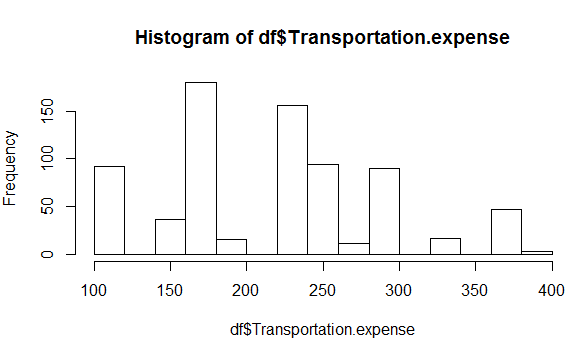 Histogram of df$Transportation.expense
Frequency
0 50 100 150
100 150 200 250 300 350 400
df$Transportation.expense